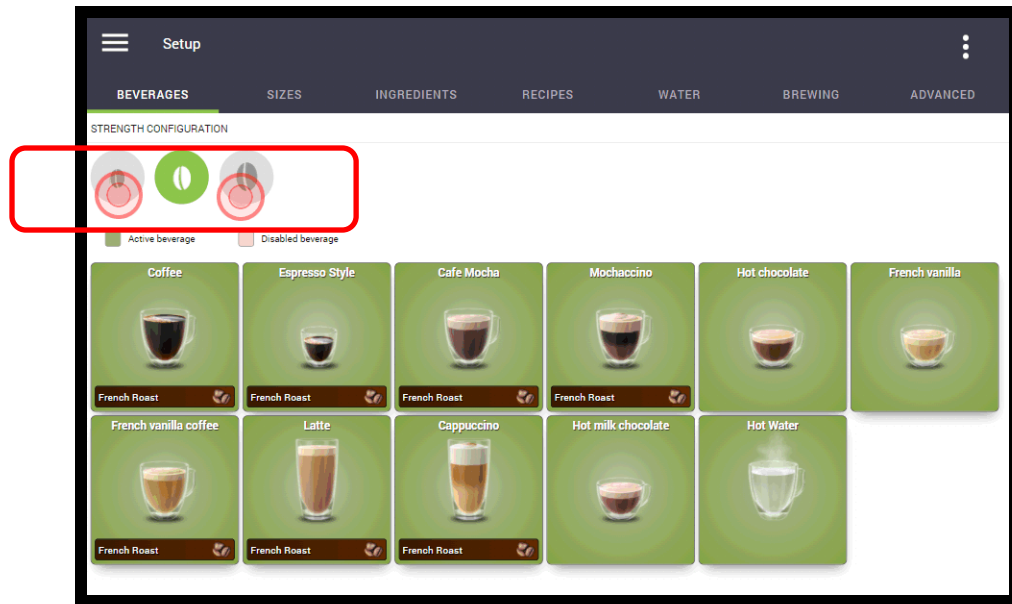 Setup
BEVERAGES SIZES INGREDIENTS RECIPES WATER BREWING ADVANCED
STRENGTH CONFIGURATION
Active beverage Disabled beverage
Coffee Espresso Style Cafe Mocha Mochaccino Hot chocolate French vanilla
French Roast French Roast French Roast French Roast
French vanilla coffee Latte Cappuccino Hot milk chocolate Hot Water
French Roast French Roast French Roast